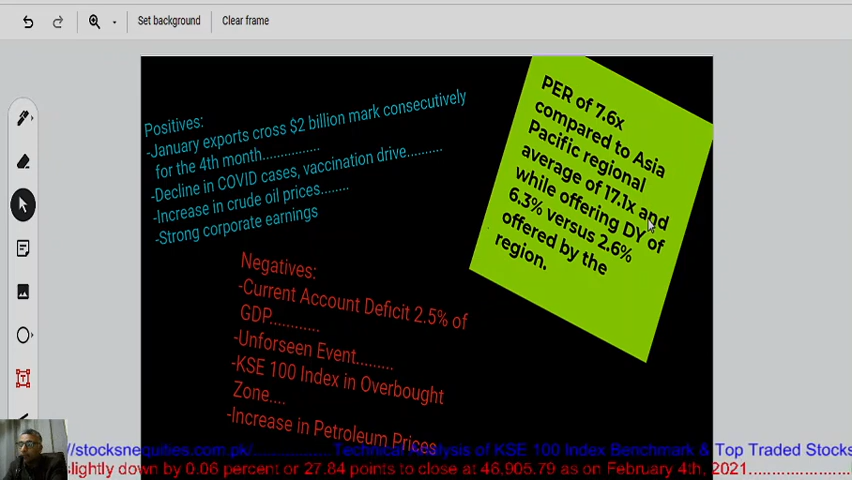 Set background
Clear frame
Positives:
-January exports cross $2 billion mark consecutively
for the 4th month...............
-Decline in COVID cases, vaccination drive.........
-Increase in crude oil prices.......
-Strong corporate earnings
PER of 7.6x
compared to Asia
Pacific regional
average of 17.1x and
while offering DY of
6.3% versus 2.6%
offered by the
region.
Negatives:
-Current Account Deficit 2.5% of
GDP............
-Unforseen Event.........
-KSE 100 Index in Overbought
Zone....
-Increase in Petroleum Prices
//stocksnequities.com.pk/.............. Technical Analysis of KSE 100 Index Benchmark & Top Traded Stocks
slightly down by 0.06 percent or 27.84 points to close at 46,905.79 as on February 4th, 2021......................